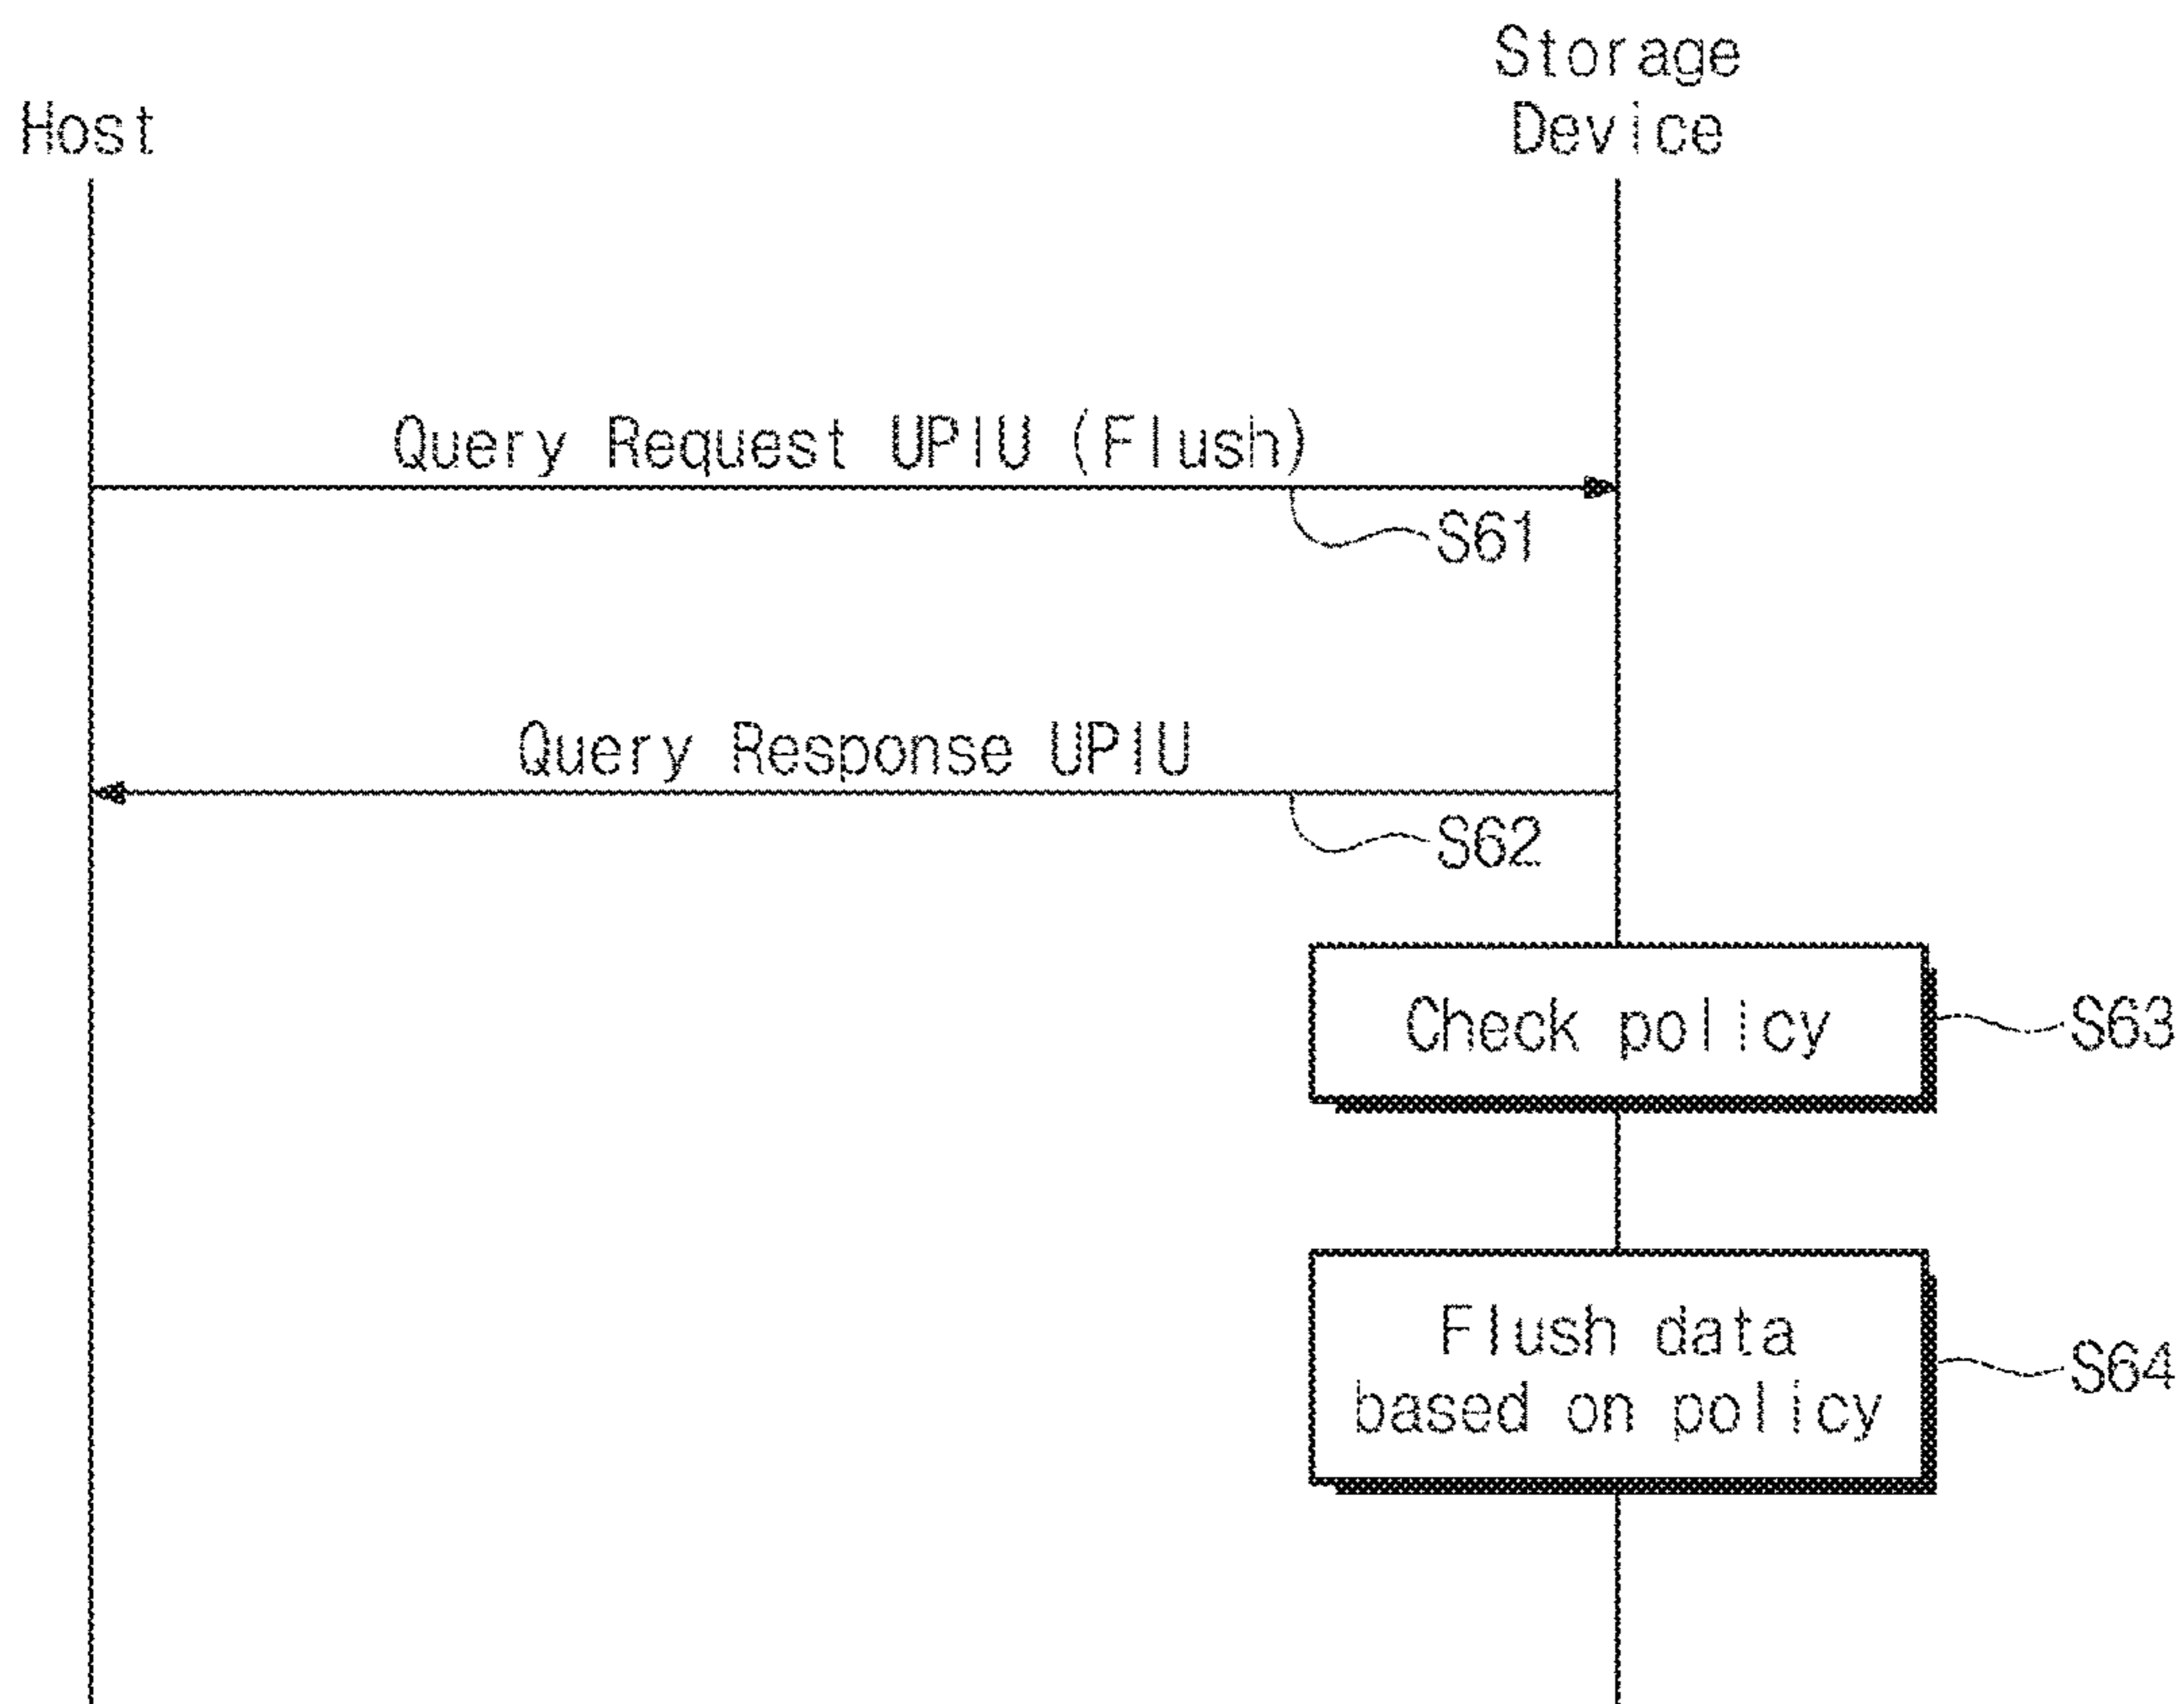 Host
Storage
Device
Query Request UPIU (Flush)
S61
Query Response UPIU
S62
Check policy
S63
Flush data
based on policy
S64